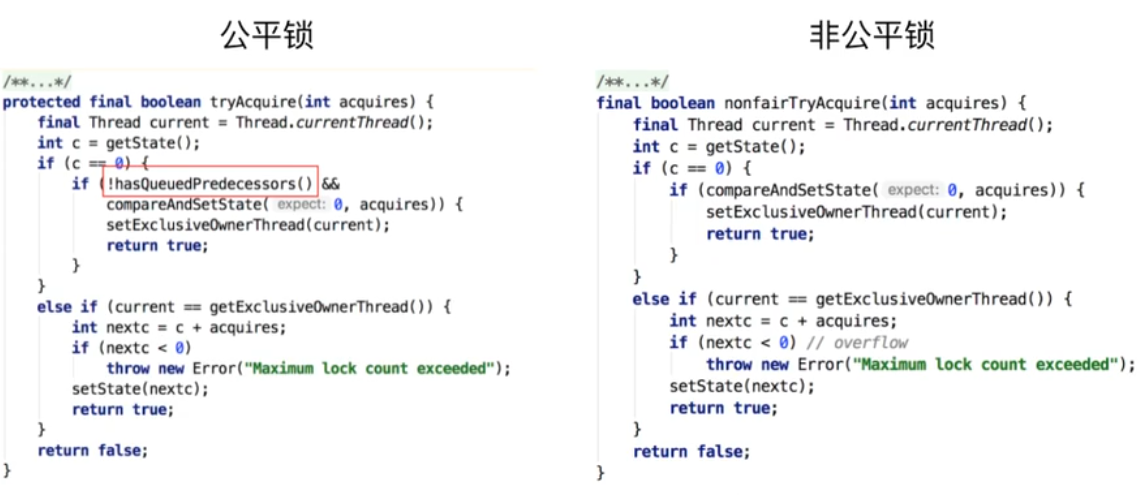 公平锁
/**...*/
protected final boolean tryAcquire(int acquires) {
final Thread current = Thread.currentThread();
int c = getState();
if (c == 0) {
if (!hasQueuedPredecessors() &&
compareAndSetState( expect: 0, acquires)) {
setExclusiveOwnerThread(current);
return true;
}
}
else if (current == getExclusiveOwnerThread()) {
int nextc = c + acquires;
if (nextc < 0)
throw new Error("Maximum lock count exceeded");
setState(nextc);
return true;
}
return false;
}
非公平锁
/**...*/
final boolean nonfairTryAcquire(int acquires) {
final Thread current = Thread.currentThread();
int c = getState();
if (c == 0) {
if (compareAndSetState( expect: 0, acquires)) {
setExclusiveOwnerThread(current);
return true;
}
}
else if (current == getExclusiveOwnerThread()) {
int nextc = c + acquires;
if (nextc < 0) // overflow
throw new Error("Maximum lock count exceeded");
setState(nextc);
return true;
}
return false;
}